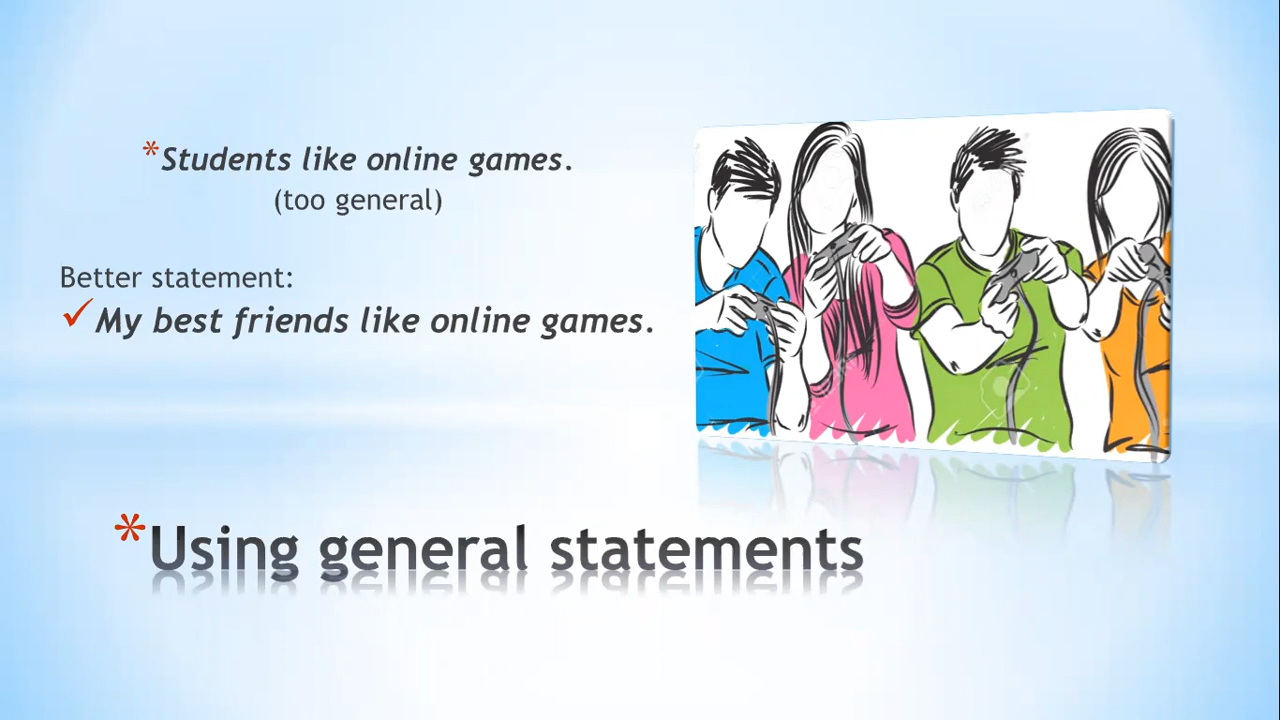 *Students like online games.
(too general)
Better statement:
✓My best friends like online games.
*Using general statements